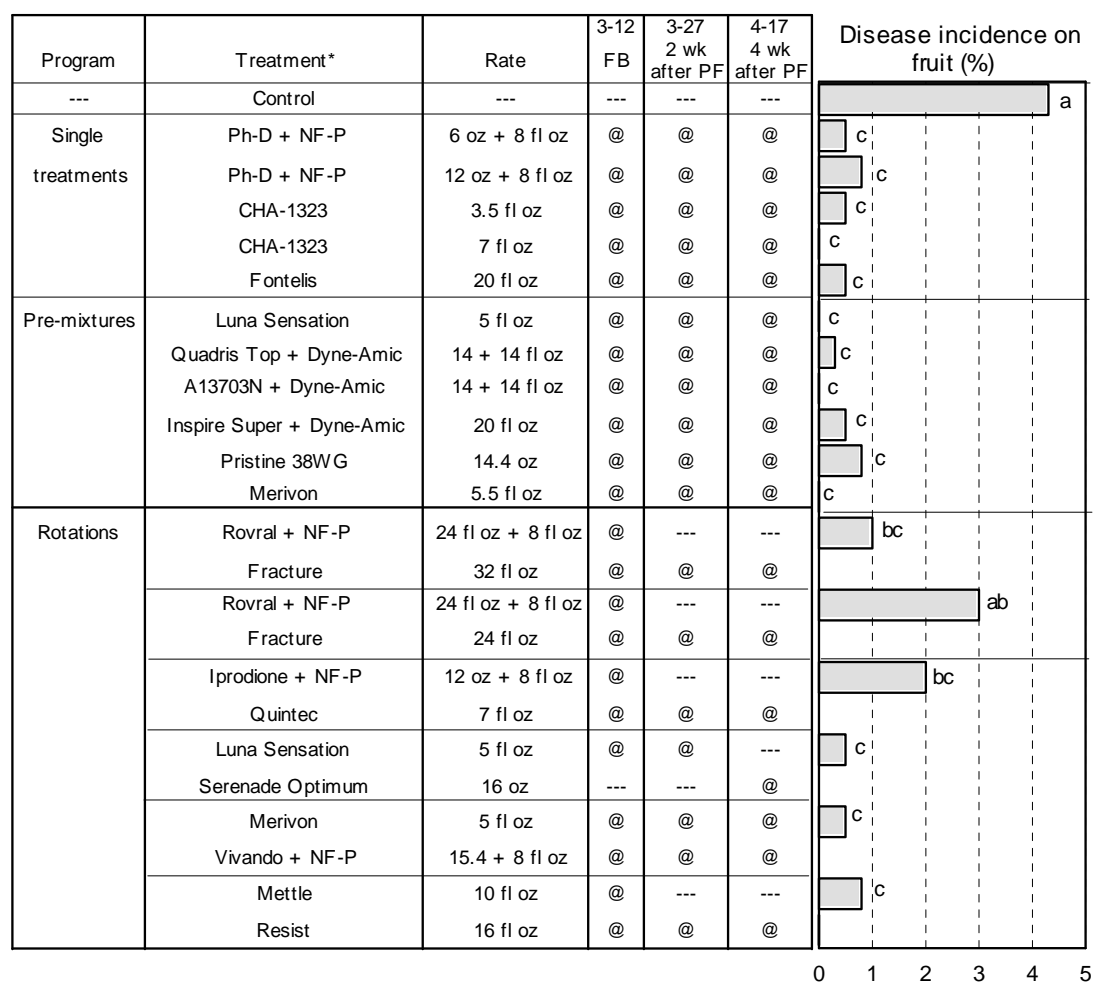 Program Treatment* Rate 3-12 FB 3-27 2 wk after PF 4-17 4 wk after PF Disease incidence on fruit (%)
--- Control --- --- --- --- a
Single Ph-D + NF-P 6 oz + 8 fl oz @ @ @ c
treatments Ph-D + NF-P 12 oz + 8 fl oz @ @ @ c
CHA-1323 3.5 fl oz @ @ @ c
CHA-1323 7 fl oz @ @ @ c
Fontelis 20 fl oz @ @ @ c
Pre-mixtures Luna Sensation 5 fl oz @ @ @ c
Quadris Top + Dyne-Amic 14 + 14 fl oz @ @ @ c
A13703N + Dyne-Amic 14 + 14 fl oz @ @ @ c
Inspire Super + Dyne-Amic 20 fl oz @ @ @ c
Pristine 38WG 14.4 oz @ @ @ c
Merivon 5.5 fl oz @ @ @ c
Rotations Rovral + NF-P 24 fl oz + 8 fl oz @ --- --- bc
Fracture 32 fl oz @ @ @
Rovral + NF-P 24 fl oz + 8 fl oz @ --- --- ab
Fracture 24 fl oz @ @ @
Iprodione + NF-P 12 oz + 8 fl oz @ --- --- bc
Quintec 7 fl oz @ @ @
Luna Sensation 5 fl oz @ @ --- c
Serenade Optimum 16 oz --- --- @
Merivon 5 fl oz @ @ @ c
Vivando + NF-P 15.4 + 8 fl oz @ @ @
Mettle 10 fl oz @ --- --- c
Resist 16 fl oz @ @ @
0 1 2 3 4 5